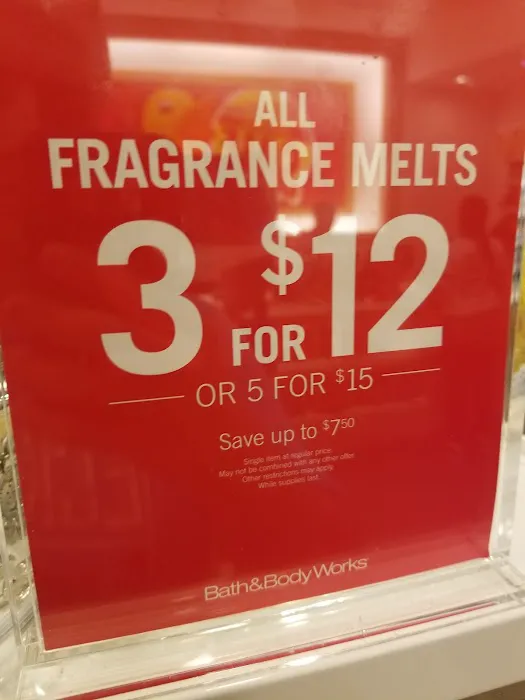 ALL
FRAGRANCE MELTS
3 FOR $12
OR 5 FOR $15
Save up to $750
Single item at regular price.
May not be combined with any other offer.
Other restrictions may apply.
While supplies last.
Bath&BodyWorks